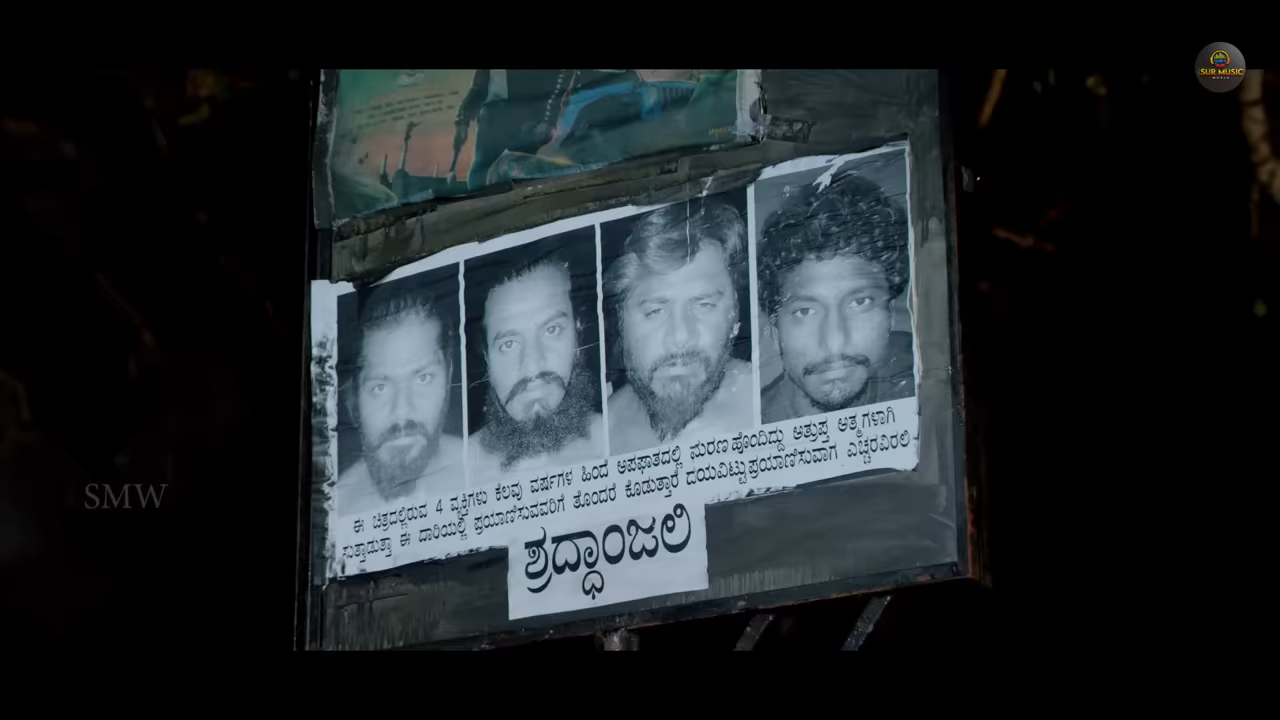 SUR MUSIC
WORLD
ಈ ಚಿತ್ರದಲ್ಲಿರುವ 4 ವ್ಯಕ್ತಿಗಳು ಕೆಲವು ವರ್ಷಗಳ ಹಿಂದೆ ಅಪಘಾತದಲ್ಲಿ ಮರಣ ಹೊಂದಿದ್ದು ಅತ್ರುಪ್ತ ಆತ್ಮಗಳಾಗಿ
ಸುತ್ತಾಡುತ್ತಾ ಈ ದಾರಿಯಲ್ಲಿ ಪ್ರಯಾಣಿಸುವವರಿಗೆ ತೊಂದರೆ ಕೊಡುತ್ತಾರೆ ದಯವಿಟ್ಟು ಪ್ರಯಾಣಿಸುವಾಗ ಎಚ್ಚರವಿರಲಿ
SMW
ಶ್ರದ್ಧಾಂಜಲಿ